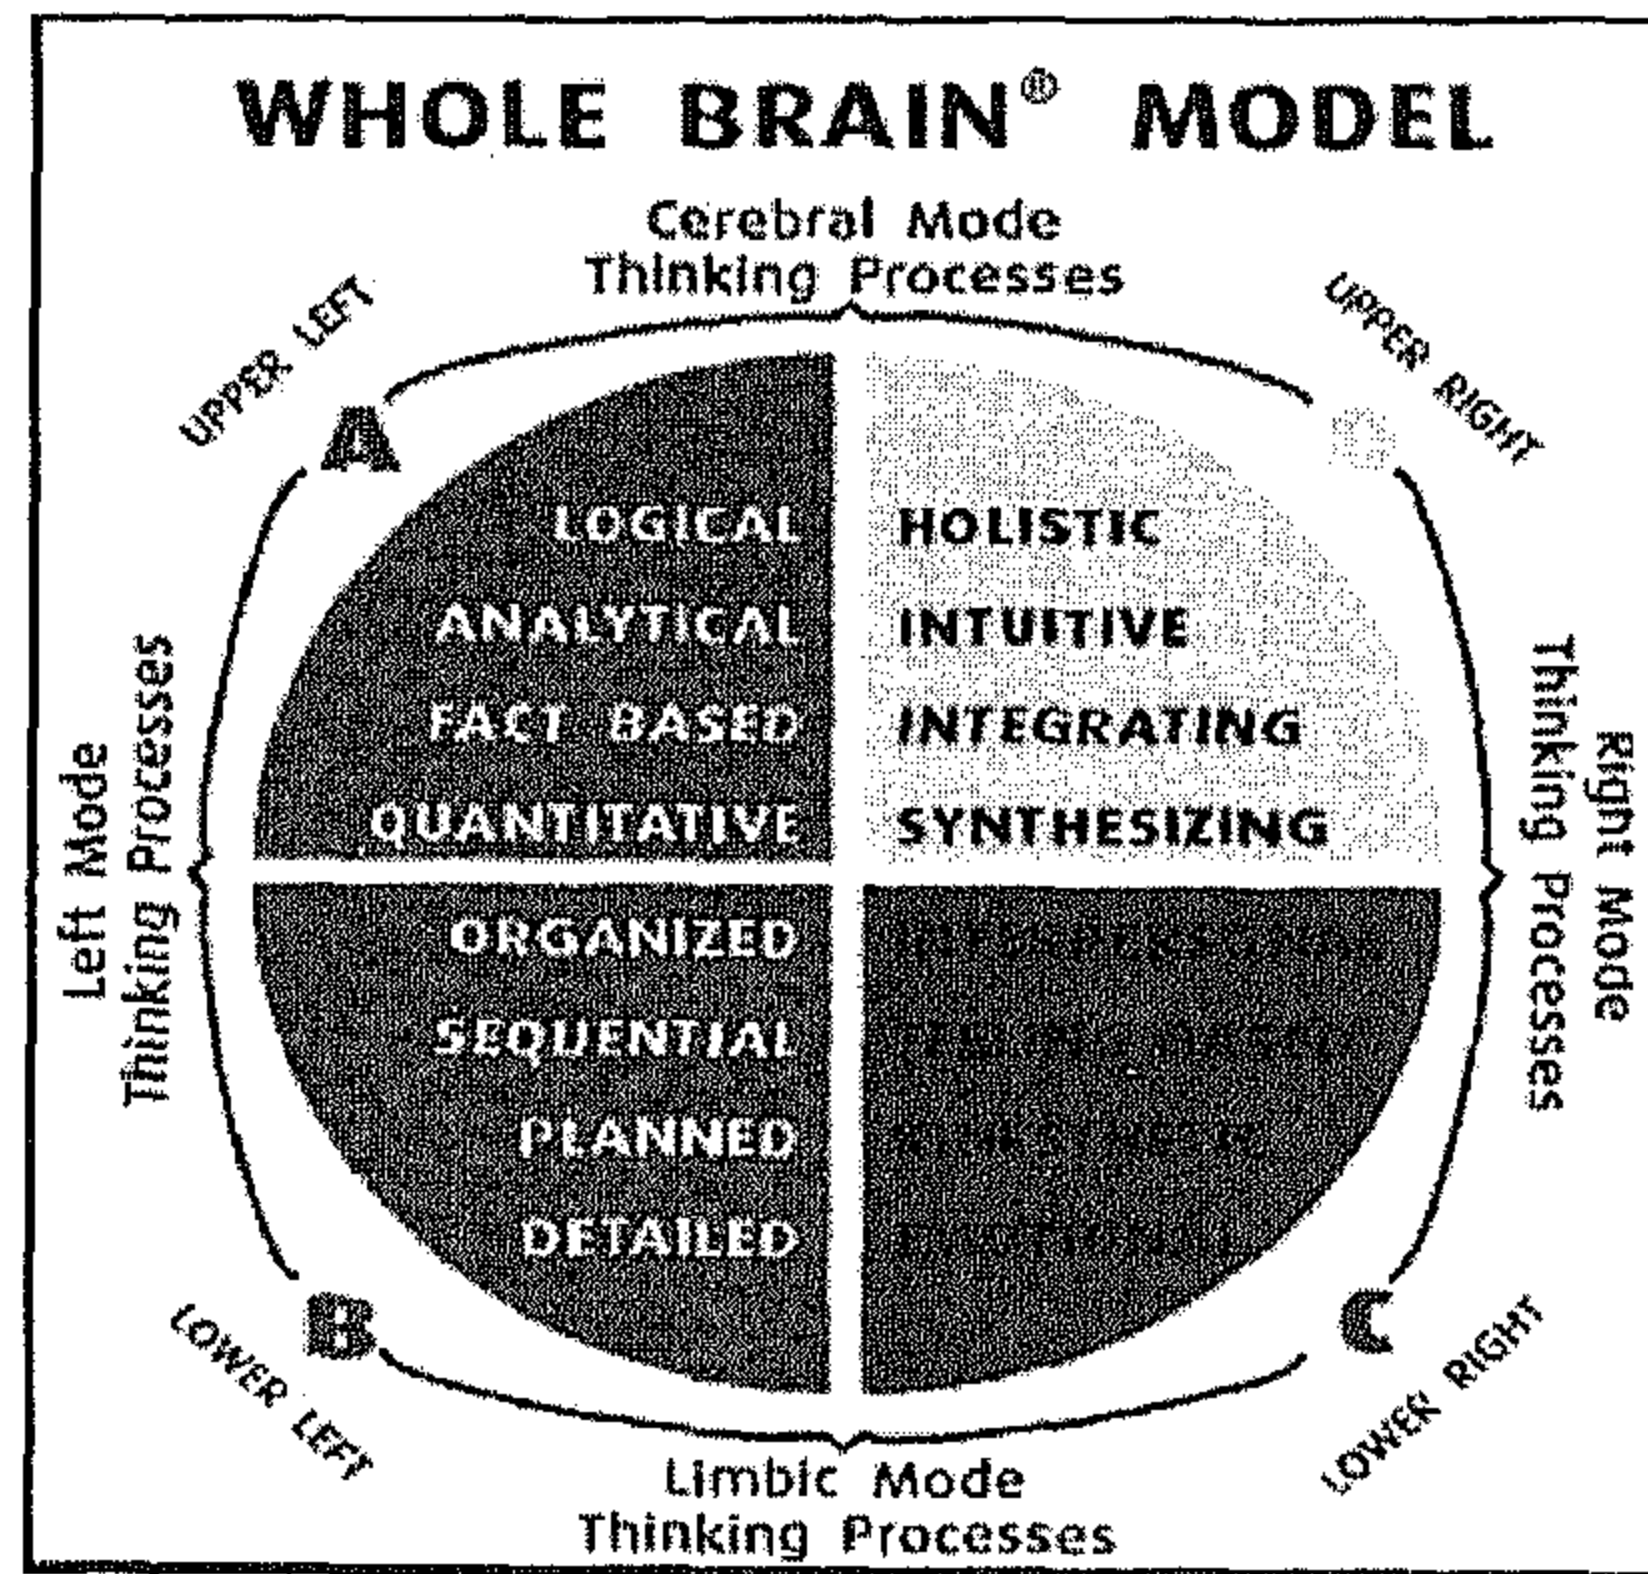 WHOLE BRAIN® MODEL
Cerebral Mode
Thinking Processes
UPPER LEFT
UPPER RIGHT
A
LOGICAL
ANALYTICAL
FACT BASED
QUANTITATIVE
HOLISTIC
INTUITIVE
INTEGRATING
SYNTHESIZING
Left Mode
Thinking Processes
Right Mode
Thinking Processes
ORGANIZED
SEQUENTIAL
PLANNED
DETAILED
B
C
LOWER LEFT
LOWER RIGHT
Limbic Mode
Thinking Processes